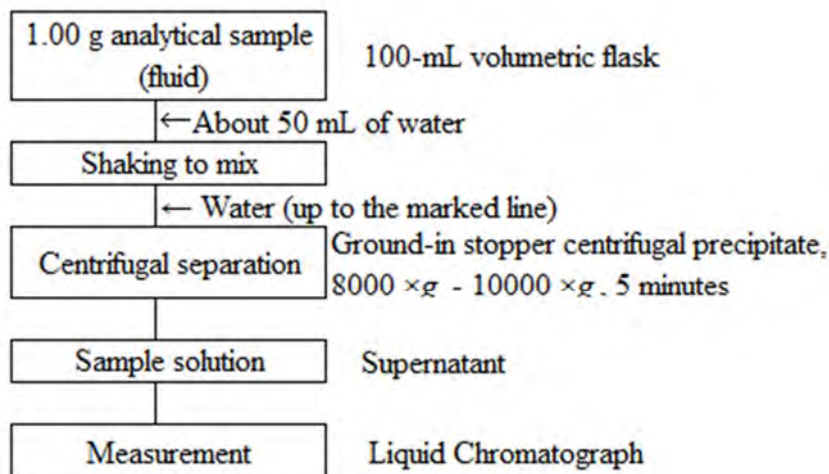 1.00 g analytical sample
(fluid)
100-mL volumetric flask
←About 50 mL of water
Shaking to mix
← Water (up to the marked line)
Centrifugal separation
Ground-in stopper centrifugal precipitate,
8000 ×g - 10000 ×g. 5 minutes
Sample solution
Supernatant
Measurement
Liquid Chromatograph